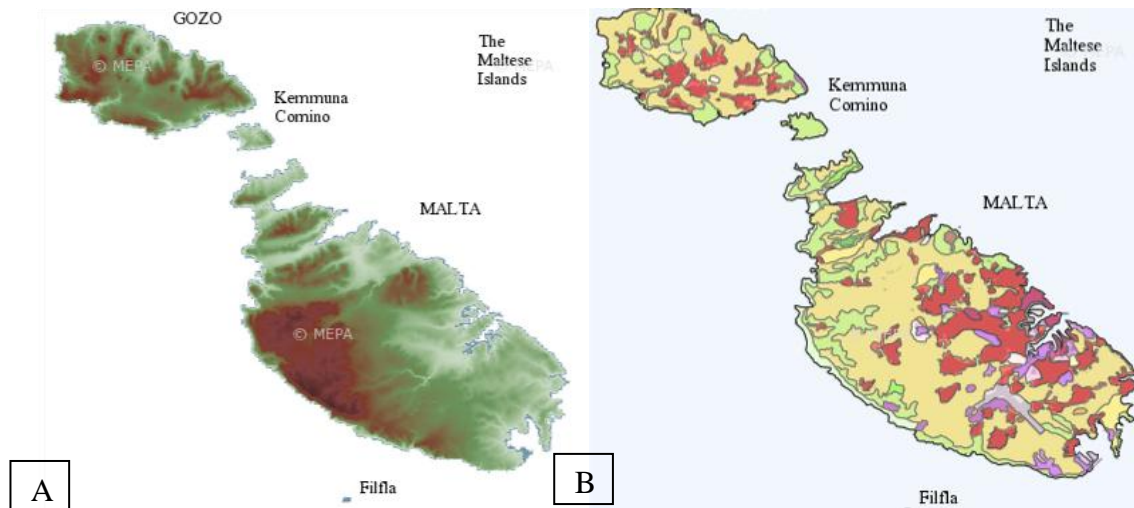 GOZO
© MEPA
The
Maltese
Islands
Kemmuna
Comino
MALTA
© MEPA
Filfla
A
The
Maltese
Islands
Kemmuna
Comino
MALTA
Filfla
B